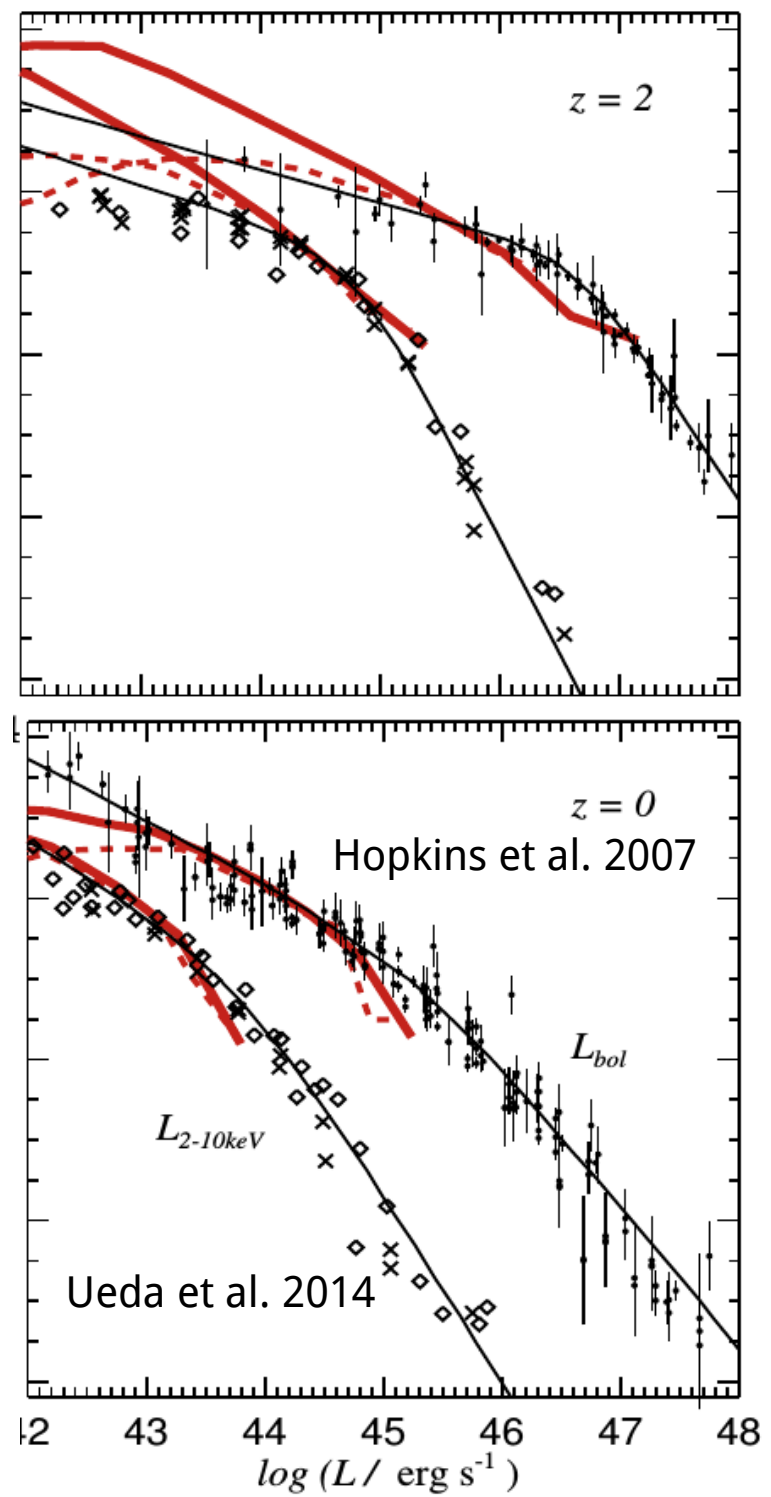 z = 2
z = 0
Hopkins et al. 2007
L_bol
L_2-10keV
Ueda et al. 2014
42 43 44 45 46 47 48
log (L / erg s⁻¹ )